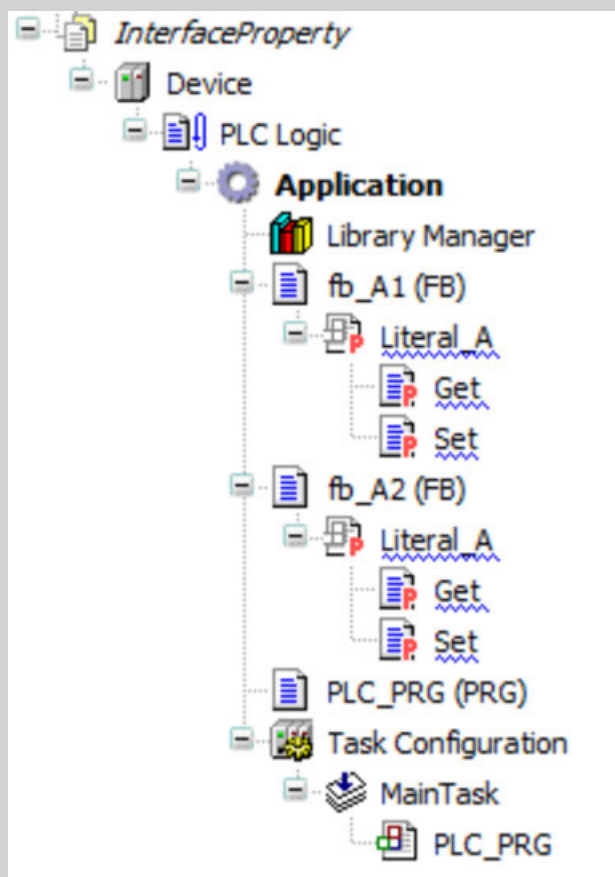 InterfaceProperty
Device
PLC Logic
Application
Library Manager
fb_A1 (FB)
Literal_A
Get
Set
fb_A2 (FB)
Literal_A
Get
Set
PLC_PRG (PRG)
Task Configuration
MainTask
PLC_PRG